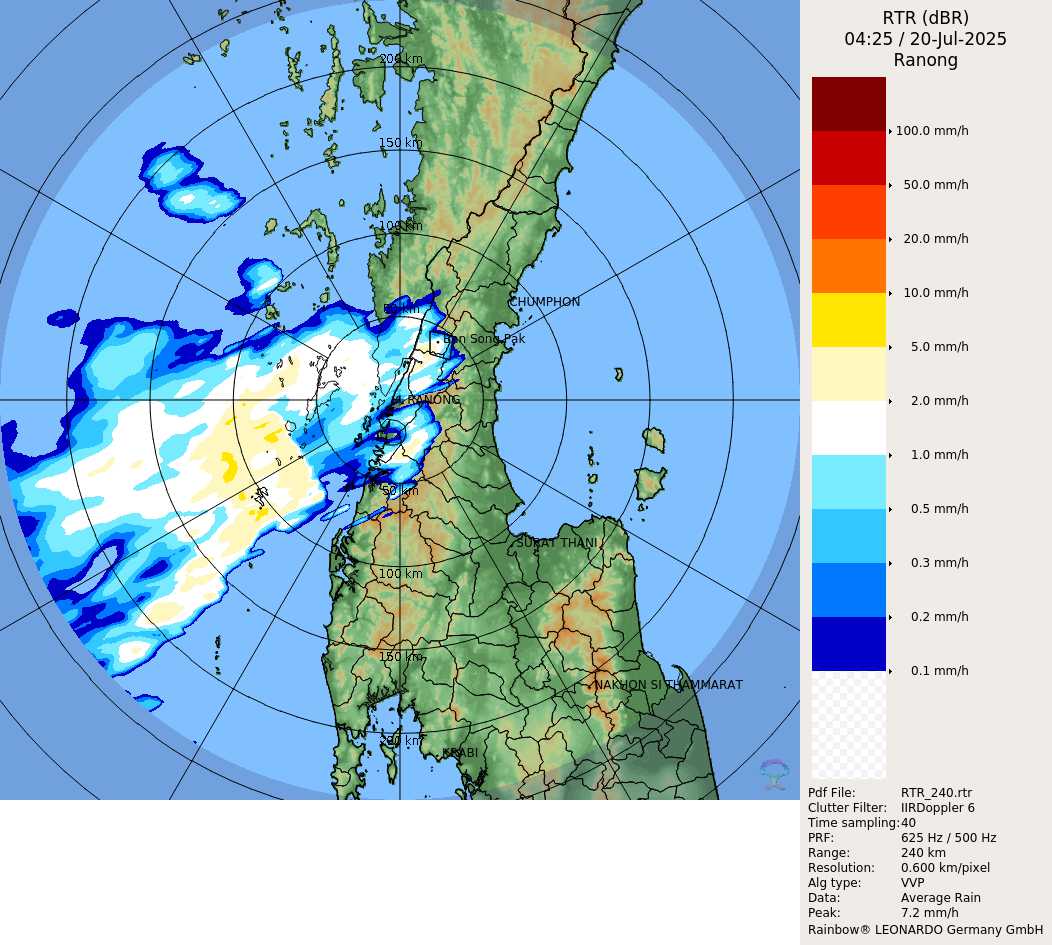 RTR (dBR)
04:25 / 20-Jul-2025
Ranong
200 km
150 km
100 km
50 km
CHUMPHON
Ban Song Pak
RANONG
50 km
SURAT THANI
100 km
150 km
NAKHON SI THAMMARAT
200 km
KRABI
100.0 mm/h
50.0 mm/h
20.0 mm/h
10.0 mm/h
5.0 mm/h
2.0 mm/h
1.0 mm/h
0.5 mm/h
0.3 mm/h
0.2 mm/h
0.1 mm/h
Pdf File: RTR_240.rtr
Clutter Filter: IIRDoppler 6
Time sampling:40
PRF: 625 Hz / 500 Hz
Range: 240 km
Resolution: 0.600 km/pixel
Alg type: VVP
Data: Average Rain
Peak: 7.2 mm/h
Rainbow® LEONARDO Germany GmbH